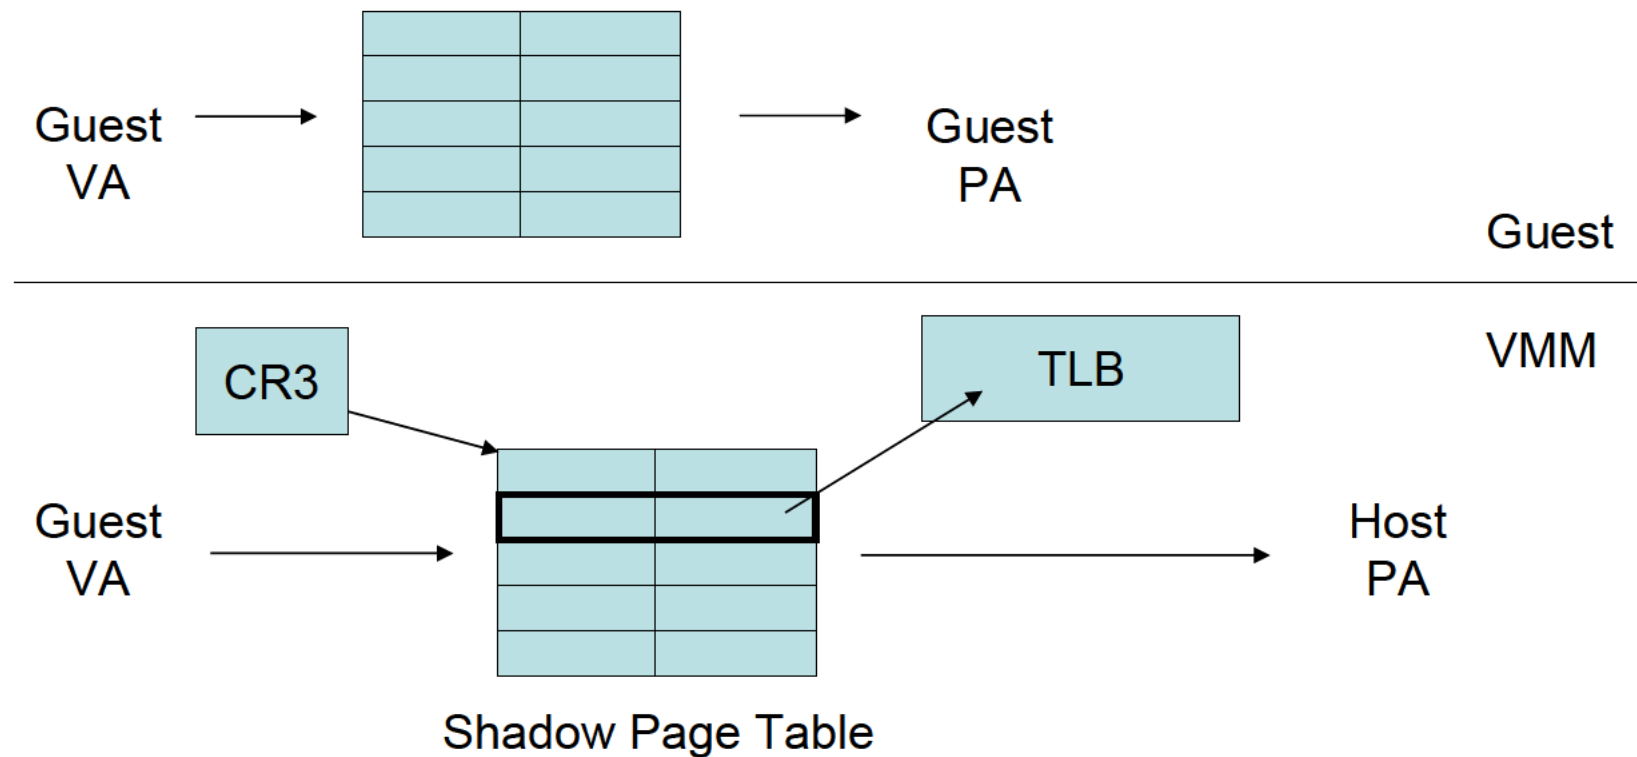 Guest
VA
Guest
PA
Guest
VMM
CR3
TLB
Guest
VA
Host
PA
Shadow Page Table